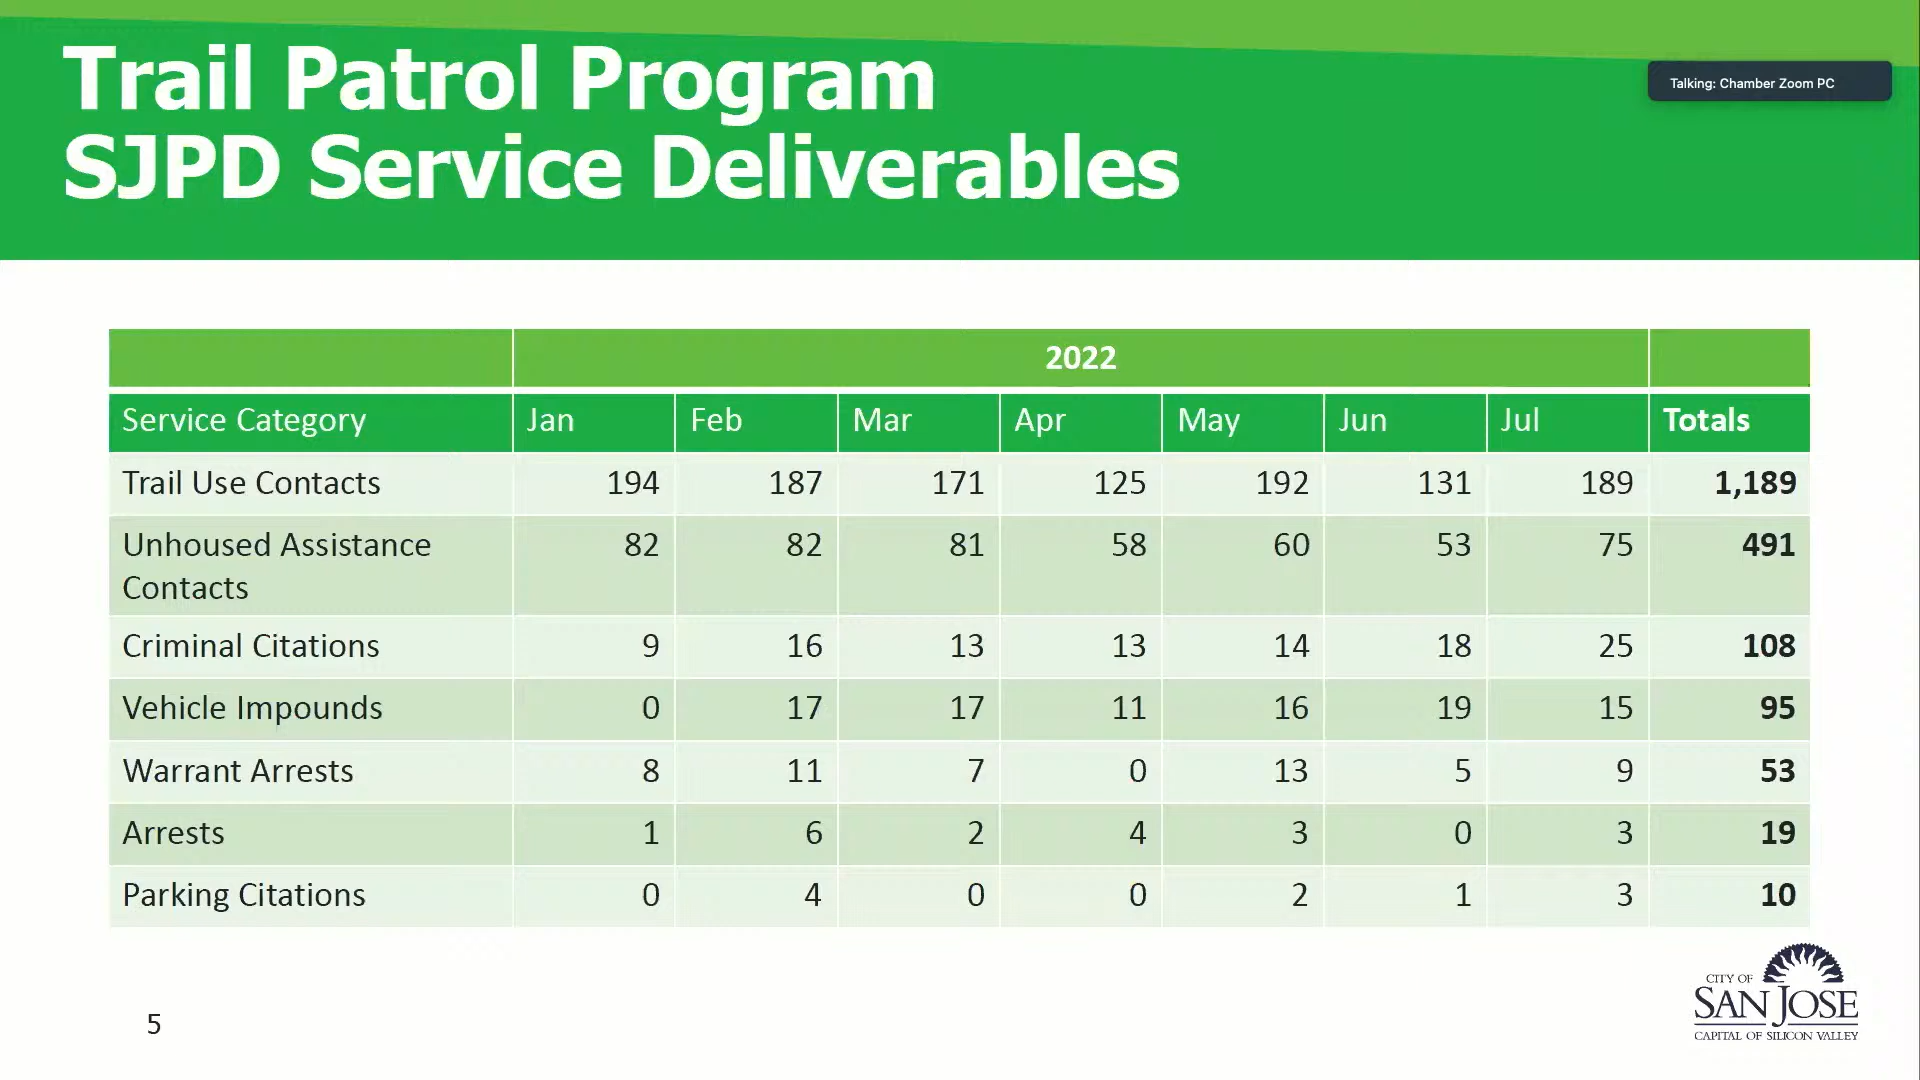 Trail Patrol Program
SJPD Service Deliverables
Talking: Chamber Zoom PC
2022
Service Category Jan Feb Mar Apr May Jun Jul Totals
Trail Use Contacts 194 187 171 125 192 131 189 1,189
Unhoused Assistance 82 82 81 58 60 53 75 491
Contacts
Criminal Citations 9 16 13 13 14 18 25 108
Vehicle Impounds 0 17 17 11 16 19 15 95
Warrant Arrests 8 11 7 0 13 5 9 53
Arrests 1 6 2 4 3 0 3 19
Parking Citations 0 4 0 0 2 1 3 10
5
CITY OF
SAN JOSE
CAPITAL OF SILICON VALLEY